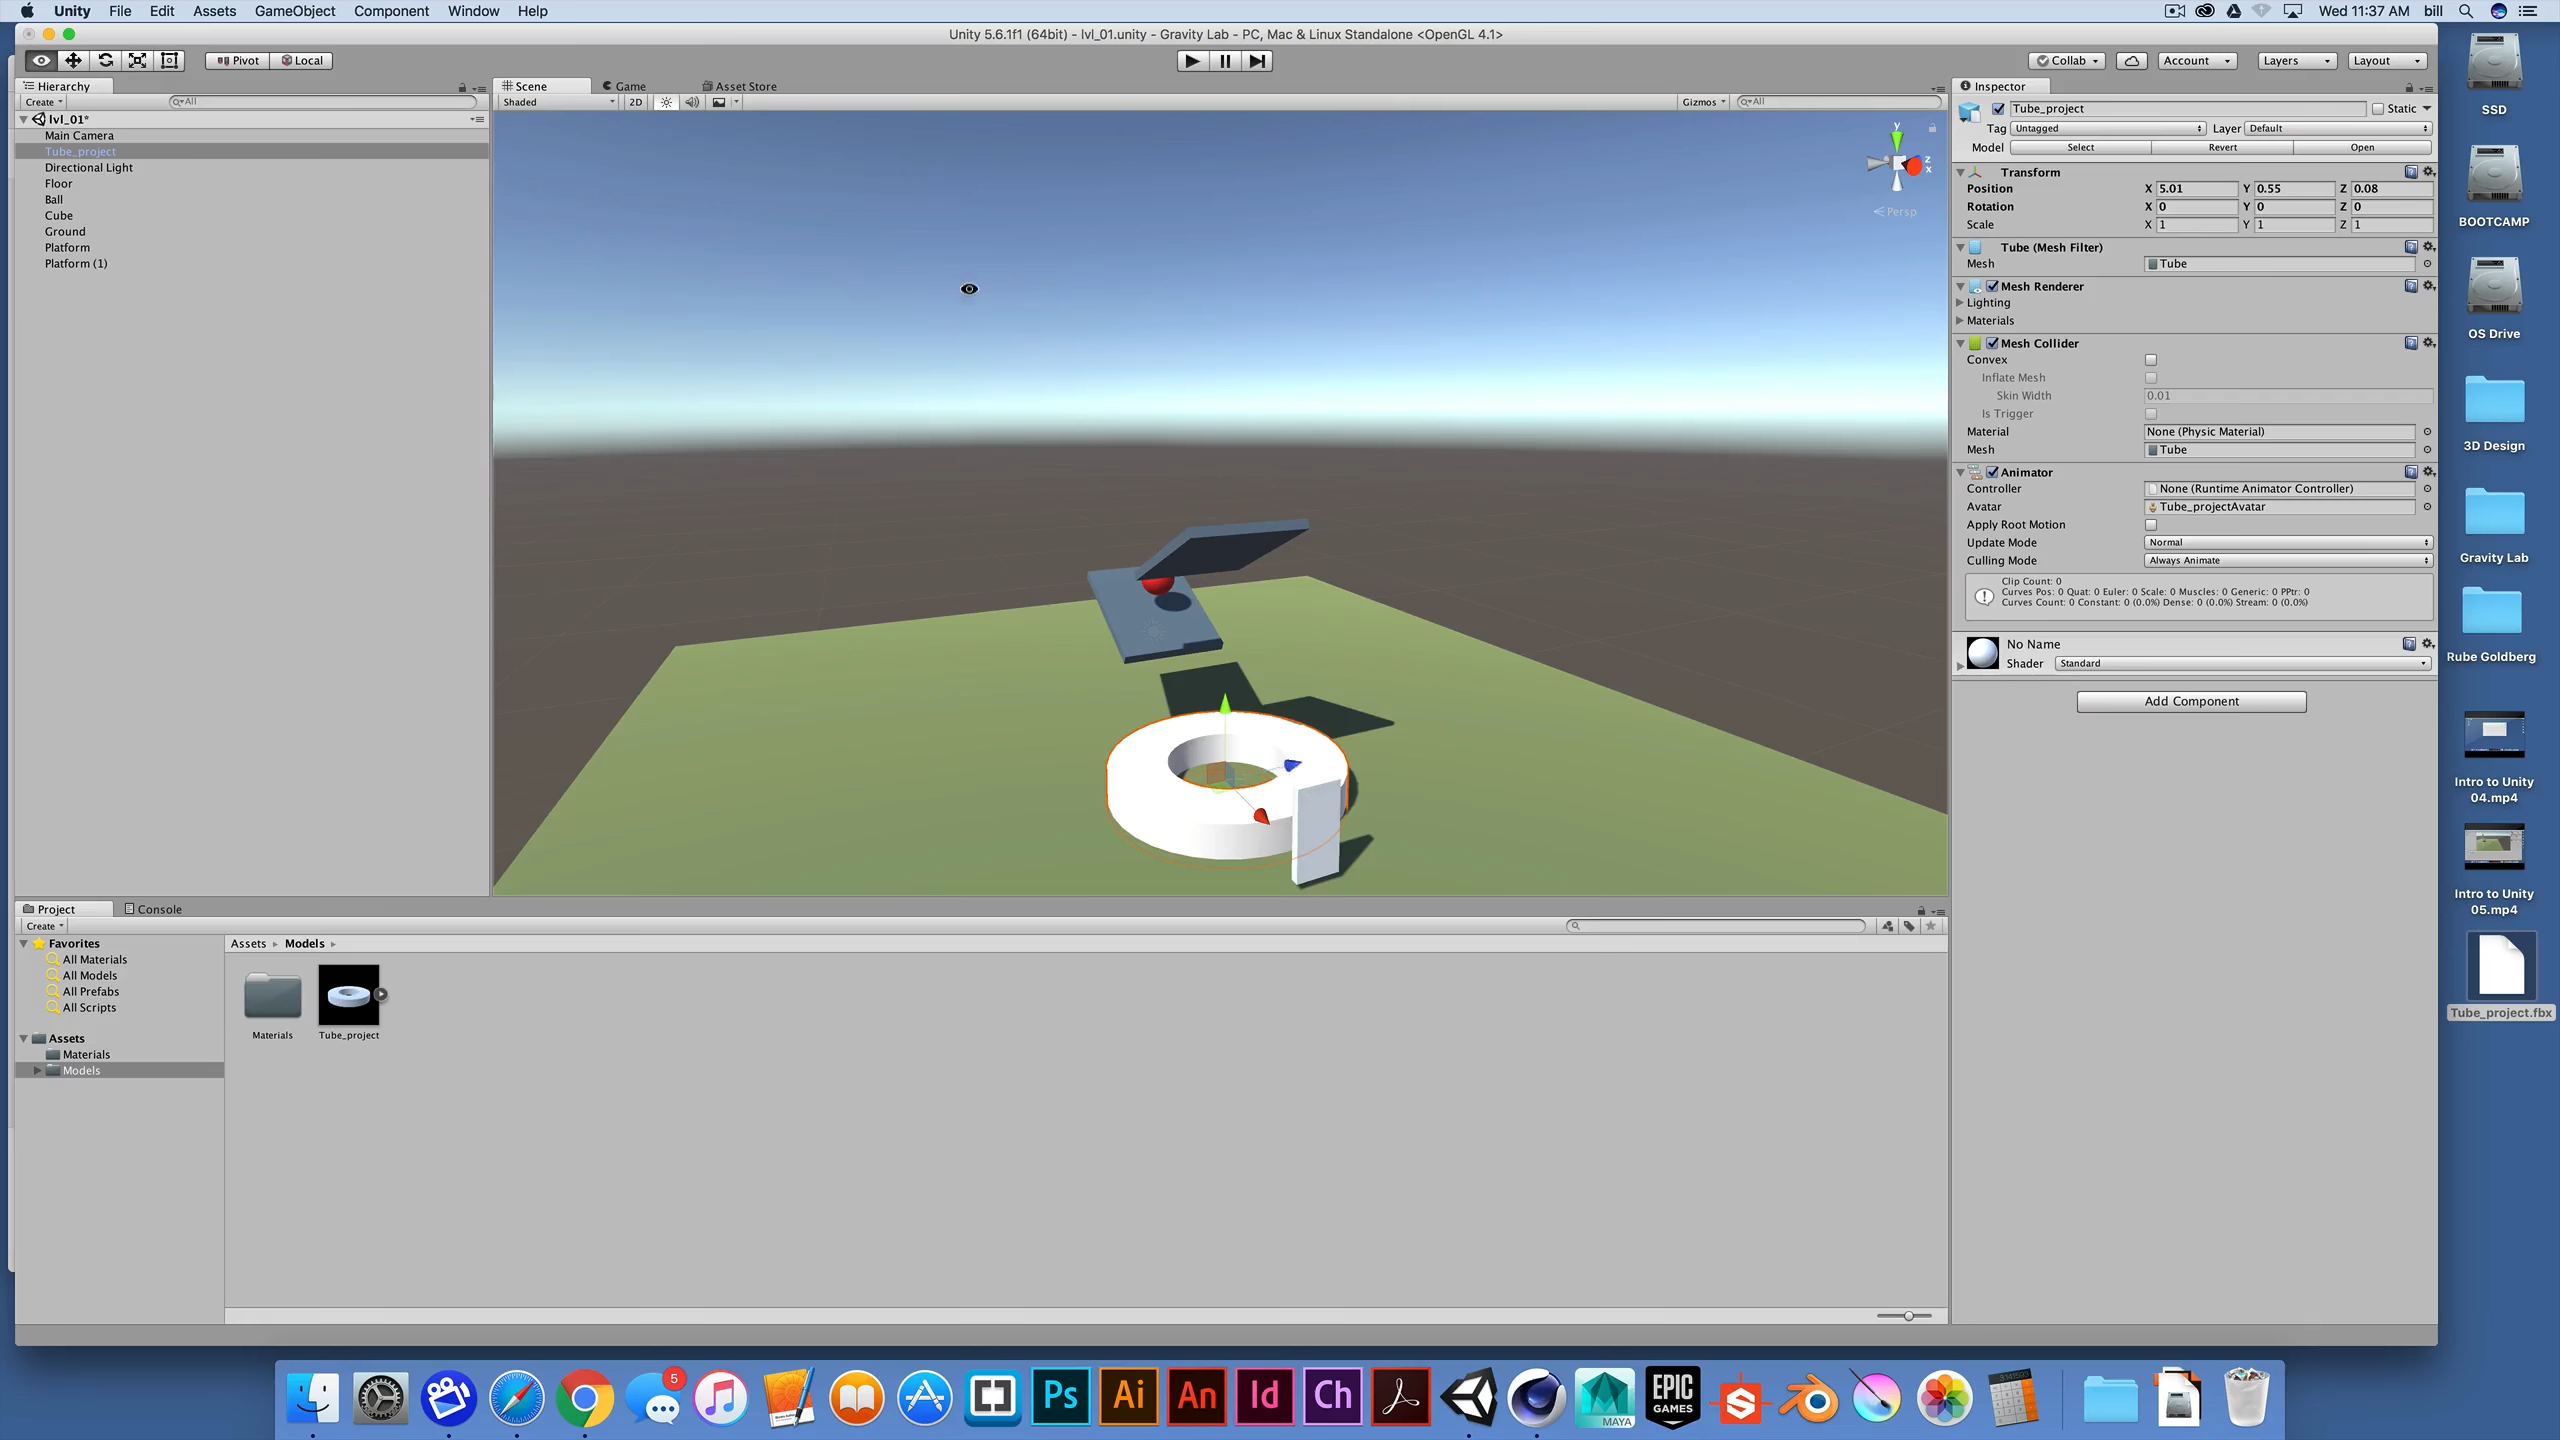 Unity File Edit Assets GameObject Component Window Help
Wed 11:37 AM bill
Unity 5.6.1f1 (64bit) - lvl_01.unity - Gravity Lab - PC, Mac & Linux Standalone <OpenGL 4.1>
Pivot Local
Collab Account Layers Layout
Hierarchy
Create All
lvl_01*
Main Camera
Tube_project
Directional Light
Floor
Ball
Cube
Ground
Platform
Platform (1)
Scene Game Asset Store
Shaded 2D Gizmos All
y
z
x
Persp
Inspector
Tube_project Static
Tag Untagged Layer Default
Model Select Revert Open
Transform
Position X 5.01 Y 0.55 Z 0.08
Rotation X 0 Y 0 Z 0
Scale X 1 Y 1 Z 1
Tube (Mesh Filter)
Mesh Tube
Mesh Renderer
Lighting
Materials
Mesh Collider
Convex
Inflate Mesh
Skin Width 0.01
Is Trigger
Material None (Physic Material)
Mesh Tube
Animator
Controller None (Runtime Animator Controller)
Avatar Tube_projectAvatar
Apply Root Motion
Update Mode Normal
Culling Mode Always Animate
Clip Count: 0
Curves Pos: 0 Quat: 0 Euler: 0 Scale: 0 Muscles: 0 Generic: 0 PPtr: 0
Curves Count: 0 Constant: 0 (0.0%) Dense: 0 (0.0%) Stream: 0 (0.0%)
No Name
Shader Standard
Add Component
Project Console
Create
Favorites
All Materials
All Models
All Prefabs
All Scripts
Assets
Materials
Models
Assets Models
Materials
Tube_project
SSD
BOOTCAMP
OS Drive
3D Design
Gravity Lab
Rube Goldberg
Intro to Unity
04.mp4
Intro to Unity
05.mp4
Tube_project.fbx
5
Ps
Ai
An
Id
Ch
MAYA
EPIC
GAMES